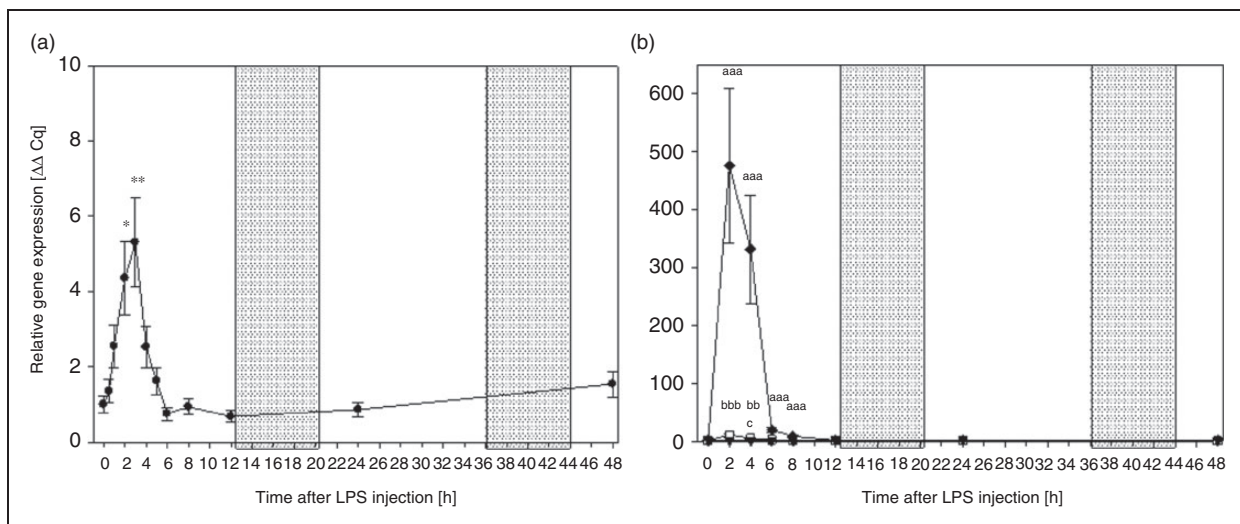 (a)
10
8
6
4
2
0
Relative gene expression [ΔΔ Cq]
*
**
0 2 4 6 8 10 12 14 16 18 20 22 24 26 28 30 32 34 36 38 40 42 44 46 48
Time after LPS injection [h]
(b)
600
500
400
300
200
100
0
aaa
aaa
aaa
aaa
bbb
bb
c
0 2 4 6 8 10 12 14 16 18 20 22 24 26 28 30 32 34 36 38 40 42 44 46 48
Time after LPS injection [h]